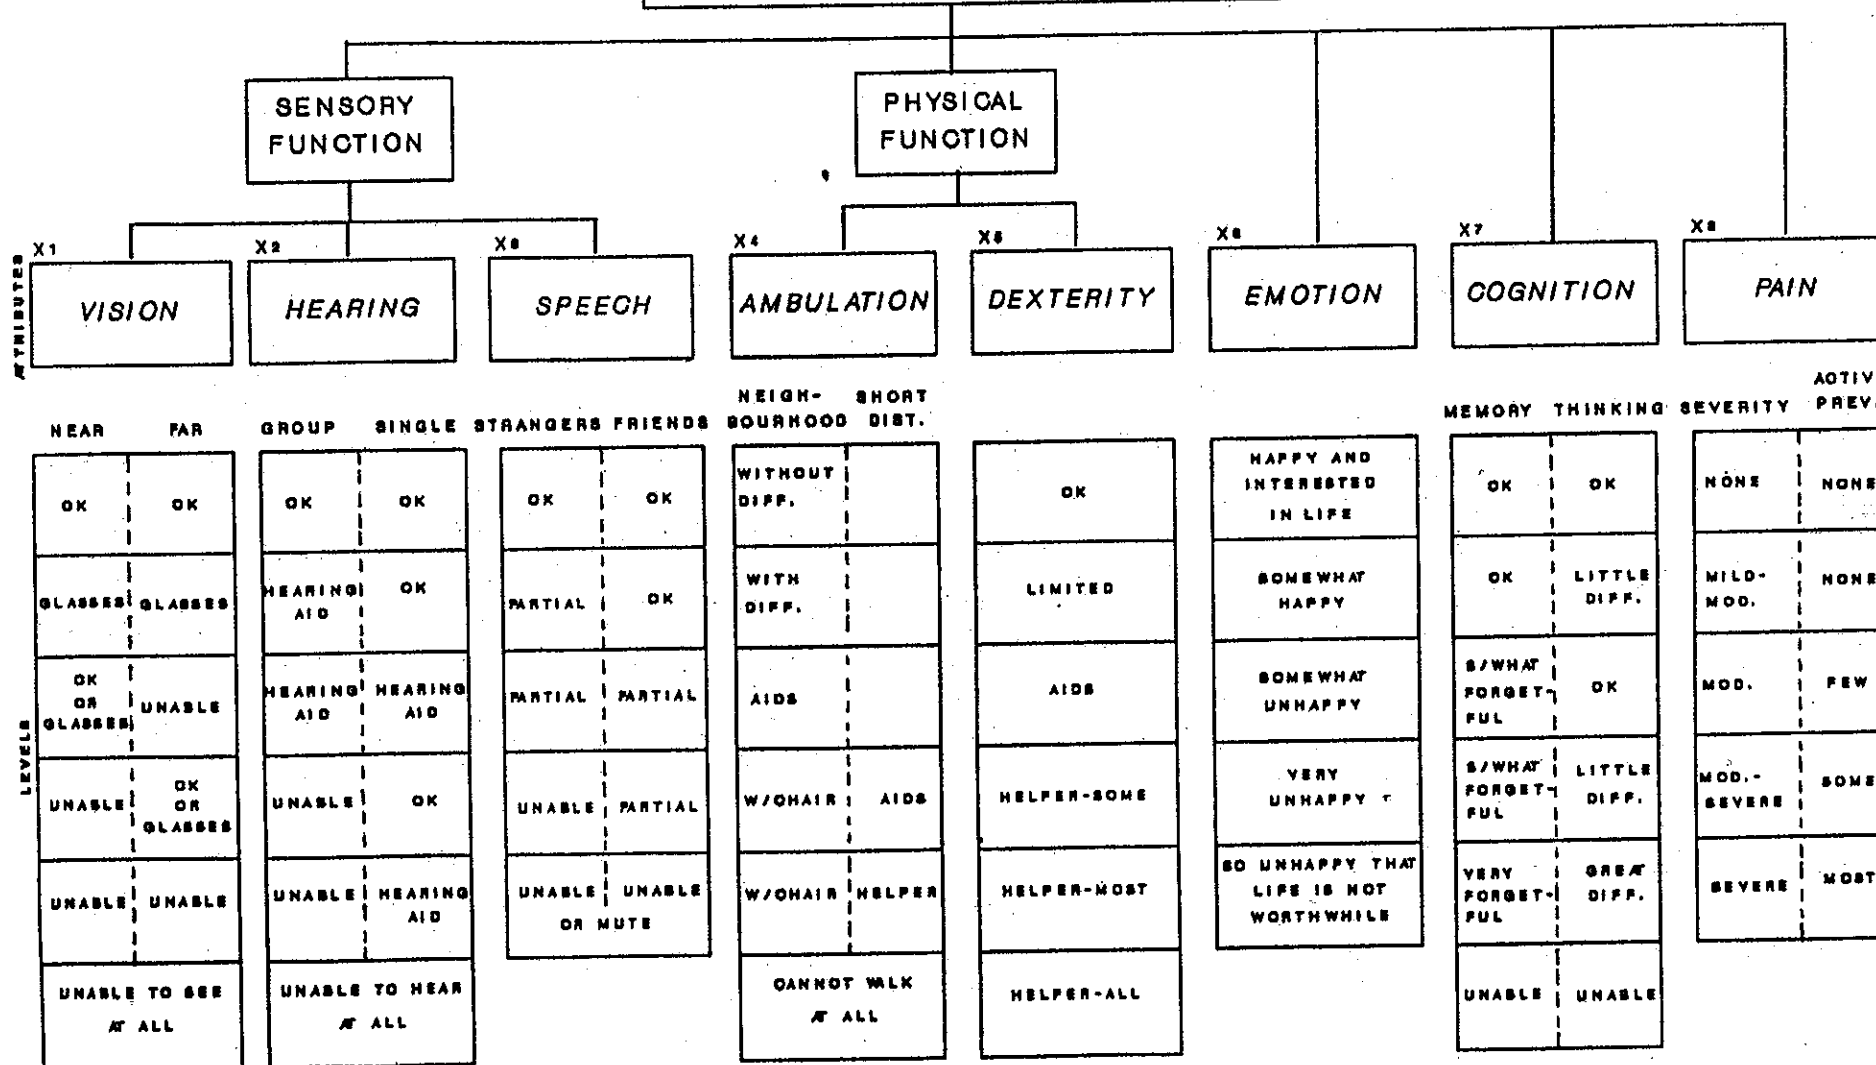 SENSORY
FUNCTION
PHYSICAL
FUNCTION
ATTRIBUTES
X1
X2
X3
X4
X5
X6
X7
X8
VISION
HEARING
SPEECH
AMBULATION
DEXTERITY
EMOTION
COGNITION
PAIN
NEAR FAR
GROUP SINGLE
STRANGERS FRIENDS
NEIGH- SHORT
BOURHOOD DIST.
MEMORY THINKING
SEVERITY ACTIV
PREV
LEVELS
OK OK
GLASSES GLASSES
OK
OR
GLASSES
UNABLE
UNABLE
OK
OR
GLASSES
UNABLE UNABLE
UNABLE TO SEE
AT ALL
OK OK
HEARING
AID
OK
HEARING
AID
HEARING
AID
UNABLE OK
UNABLE
HEARING
AID
UNABLE TO HEAR
AT ALL
OK OK
PARTIAL OK
PARTIAL PARTIAL
UNABLE PARTIAL
UNABLE UNABLE
OR MUTE
WITHOUT
DIFF.
WITH
DIFF.
AIDS
W/CHAIR AIDS
W/CHAIR HELPER
CANNOT WALK
AT ALL
OK
LIMITED
AIDS
HELPER-SOME
HELPER-MOST
HELPER-ALL
HAPPY AND
INTERESTED
IN LIFE
SOMEWHAT
HAPPY
SOMEWHAT
UNHAPPY
VERY
UNHAPPY
SO UNHAPPY THAT
LIFE IS NOT
WORTHWHILE
OK OK
OK
LITTLE
DIFF.
S/WHAT
FORGET-
FUL
OK
S/WHAT
FORGET-
FUL
LITTLE
DIFF.
VERY
FORGET-
FUL
GREAT
DIFF.
UNABLE UNABLE
NONE NONE
MILD-
MOD.
NONE
MOD. FEW
MOD.-
SEVERE
SOME
SEVERE MOST